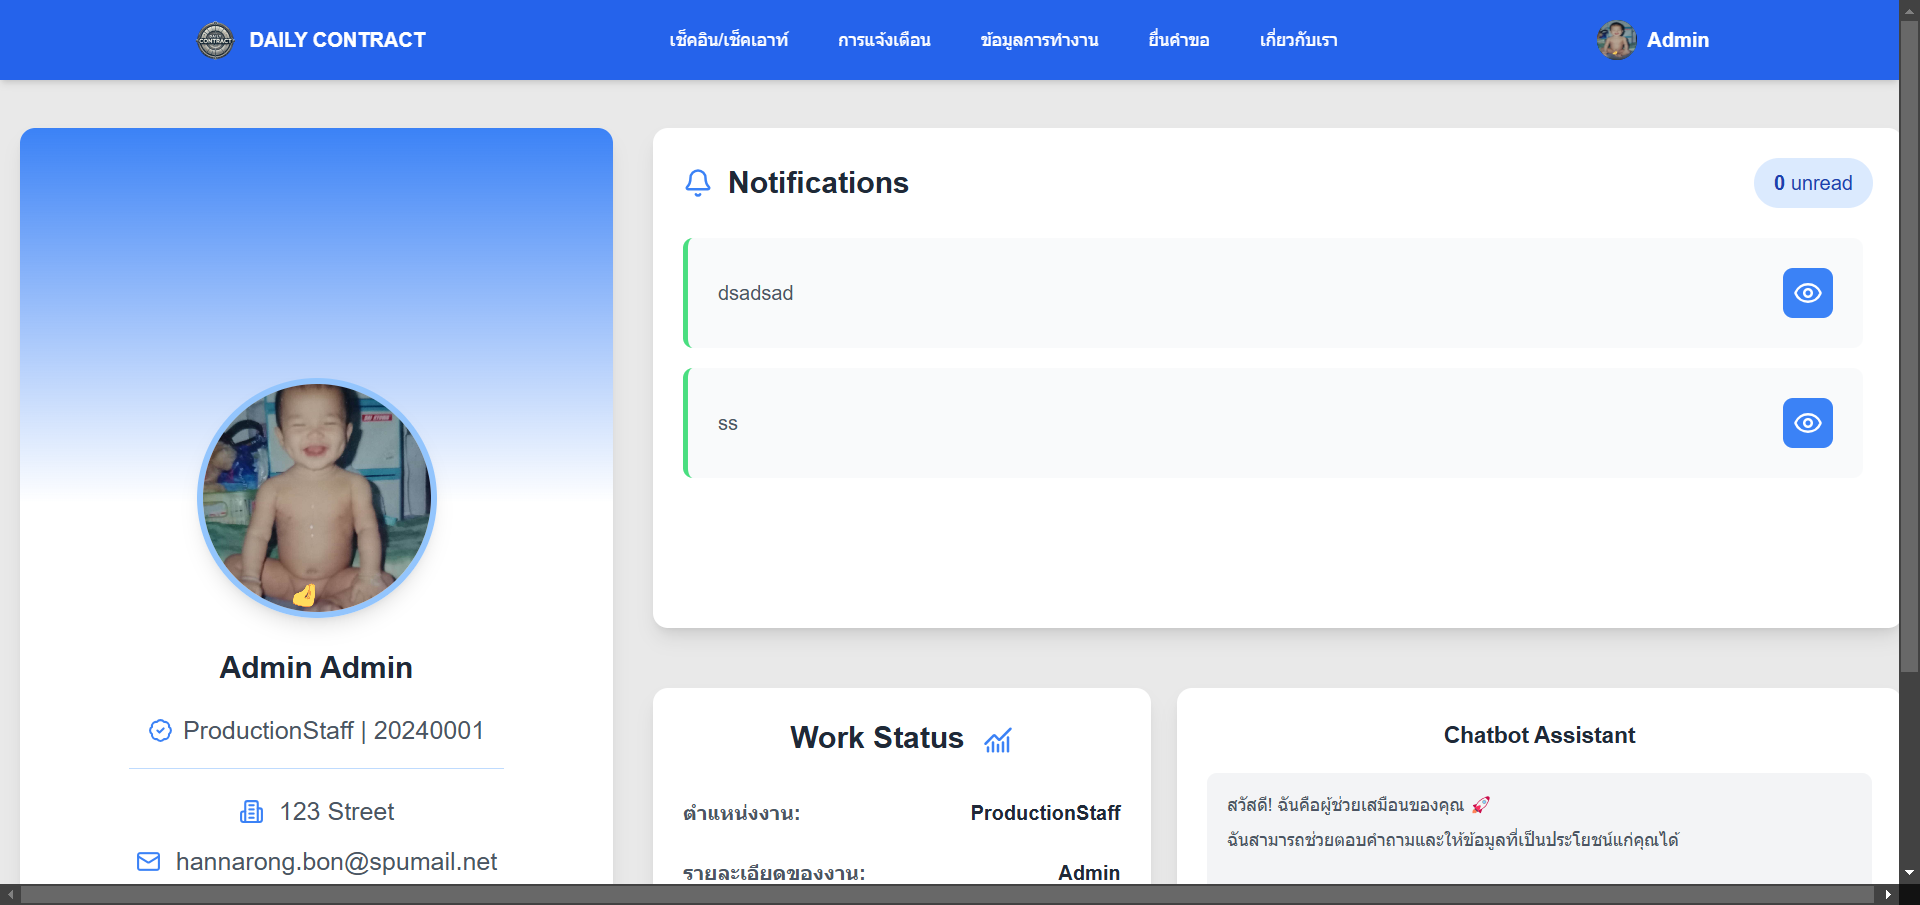 DAILY CONTRACT
เช็คอิน/เช็คเอาท์
การแจ้งเตือน
ข้อมูลการทำงาน
ยื่นคำขอ
เกี่ยวกับเรา
Admin
Admin Admin
ProductionStaff | 20240001
123 Street
hannarong.bon@spumail.net
Notifications
0 unread
dsadsad
ss
Work Status
ตำแหน่งงาน: ProductionStaff
รายละเอียดของงาน: Admin
Chatbot Assistant
สวัสดี! ฉันคือผู้ช่วยเสมือนของคุณ 🚀
ฉันสามารถช่วยตอบคำถามและให้ข้อมูลที่เป็นประโยชน์แก่คุณได้